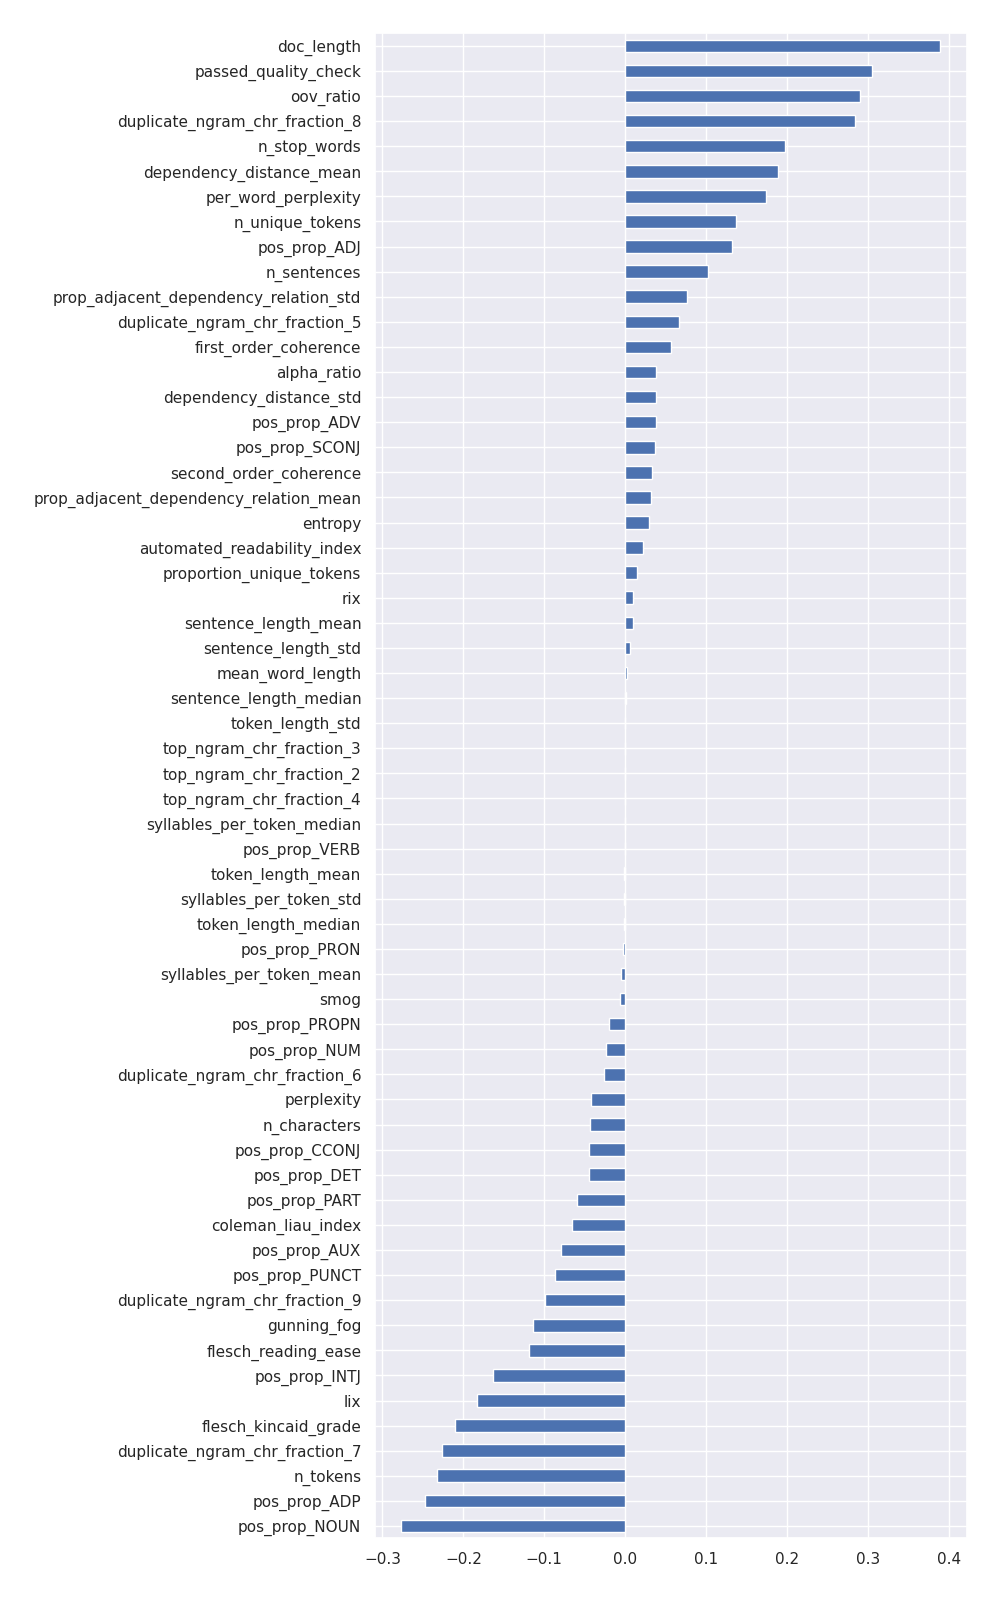 doc_length
passed_quality_check
oov_ratio
duplicate_ngram_chr_fraction_8
n_stop_words
dependency_distance_mean
per_word_perplexity
n_unique_tokens
pos_prop_ADJ
n_sentences
prop_adjacent_dependency_relation_std
duplicate_ngram_chr_fraction_5
first_order_coherence
alpha_ratio
dependency_distance_std
pos_prop_ADV
pos_prop_SCONJ
second_order_coherence
prop_adjacent_dependency_relation_mean
entropy
automated_readability_index
proportion_unique_tokens
rix
sentence_length_mean
sentence_length_std
mean_word_length
sentence_length_median
token_length_std
top_ngram_chr_fraction_3
top_ngram_chr_fraction_2
top_ngram_chr_fraction_4
syllables_per_token_median
pos_prop_VERB
token_length_mean
syllables_per_token_std
token_length_median
pos_prop_PRON
syllables_per_token_mean
smog
pos_prop_PROPN
pos_prop_NUM
duplicate_ngram_chr_fraction_6
perplexity
n_characters
pos_prop_CCONJ
pos_prop_DET
pos_prop_PART
coleman_liau_index
pos_prop_AUX
pos_prop_PUNCT
duplicate_ngram_chr_fraction_9
gunning_fog
flesch_reading_ease
pos_prop_INTJ
lix
flesch_kincaid_grade
duplicate_ngram_chr_fraction_7
n_tokens
pos_prop_ADP
pos_prop_NOUN
−0.3 −0.2 −0.1 0.0 0.1 0.2 0.3 0.4